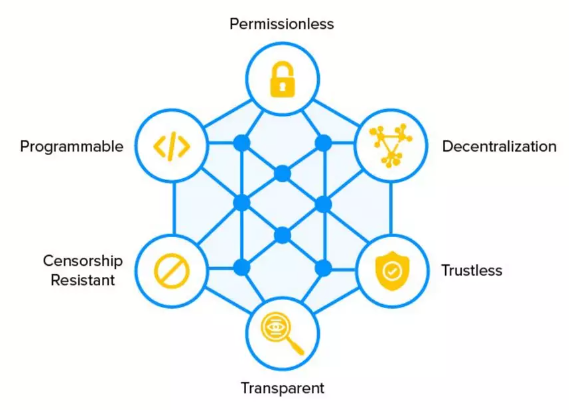 Permissionless
Programmable
Decentralization
Censorship
Resistant
Trustless
Transparent